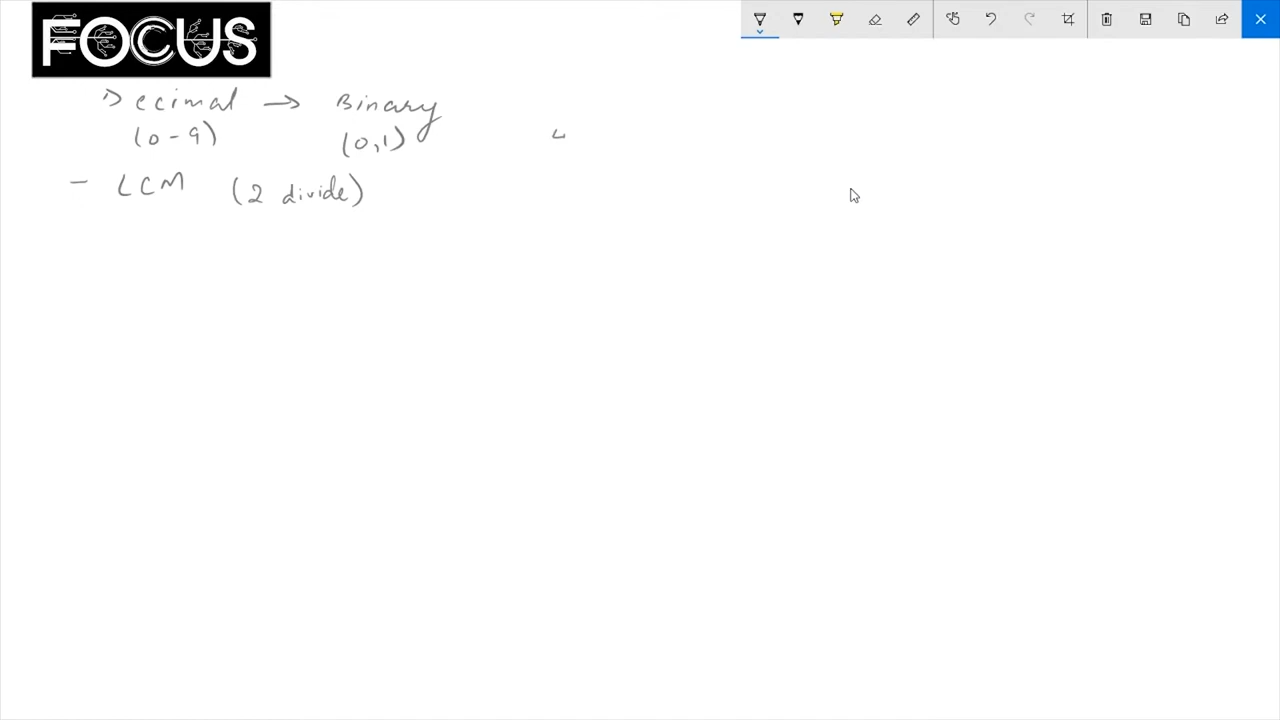 FOCUS
Decimal → Binary
(0-9) (0,1)
- LCM (2 divide)